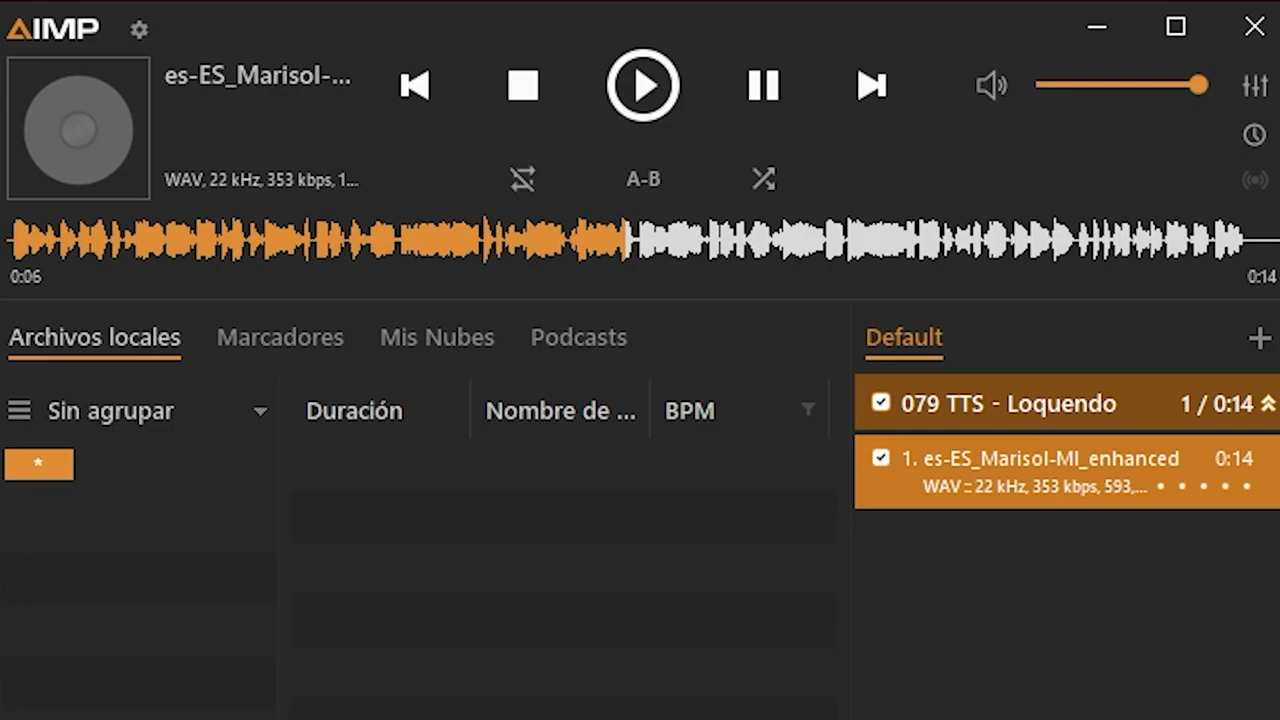 AIMP
es-ES_Marisol-...
WAV, 22 kHz, 353 kbps, 1...
A-B
0:06
0:14
Archivos locales
Marcadores
Mis Nubes
Podcasts
Default
Sin agrupar
Duración
Nombre de ...
BPM
*
079 TTS - Loquendo 1 / 0:14
1. es-ES_Marisol-MI_enhanced 0:14
WAV :: 22 kHz, 353 kbps, 593,...